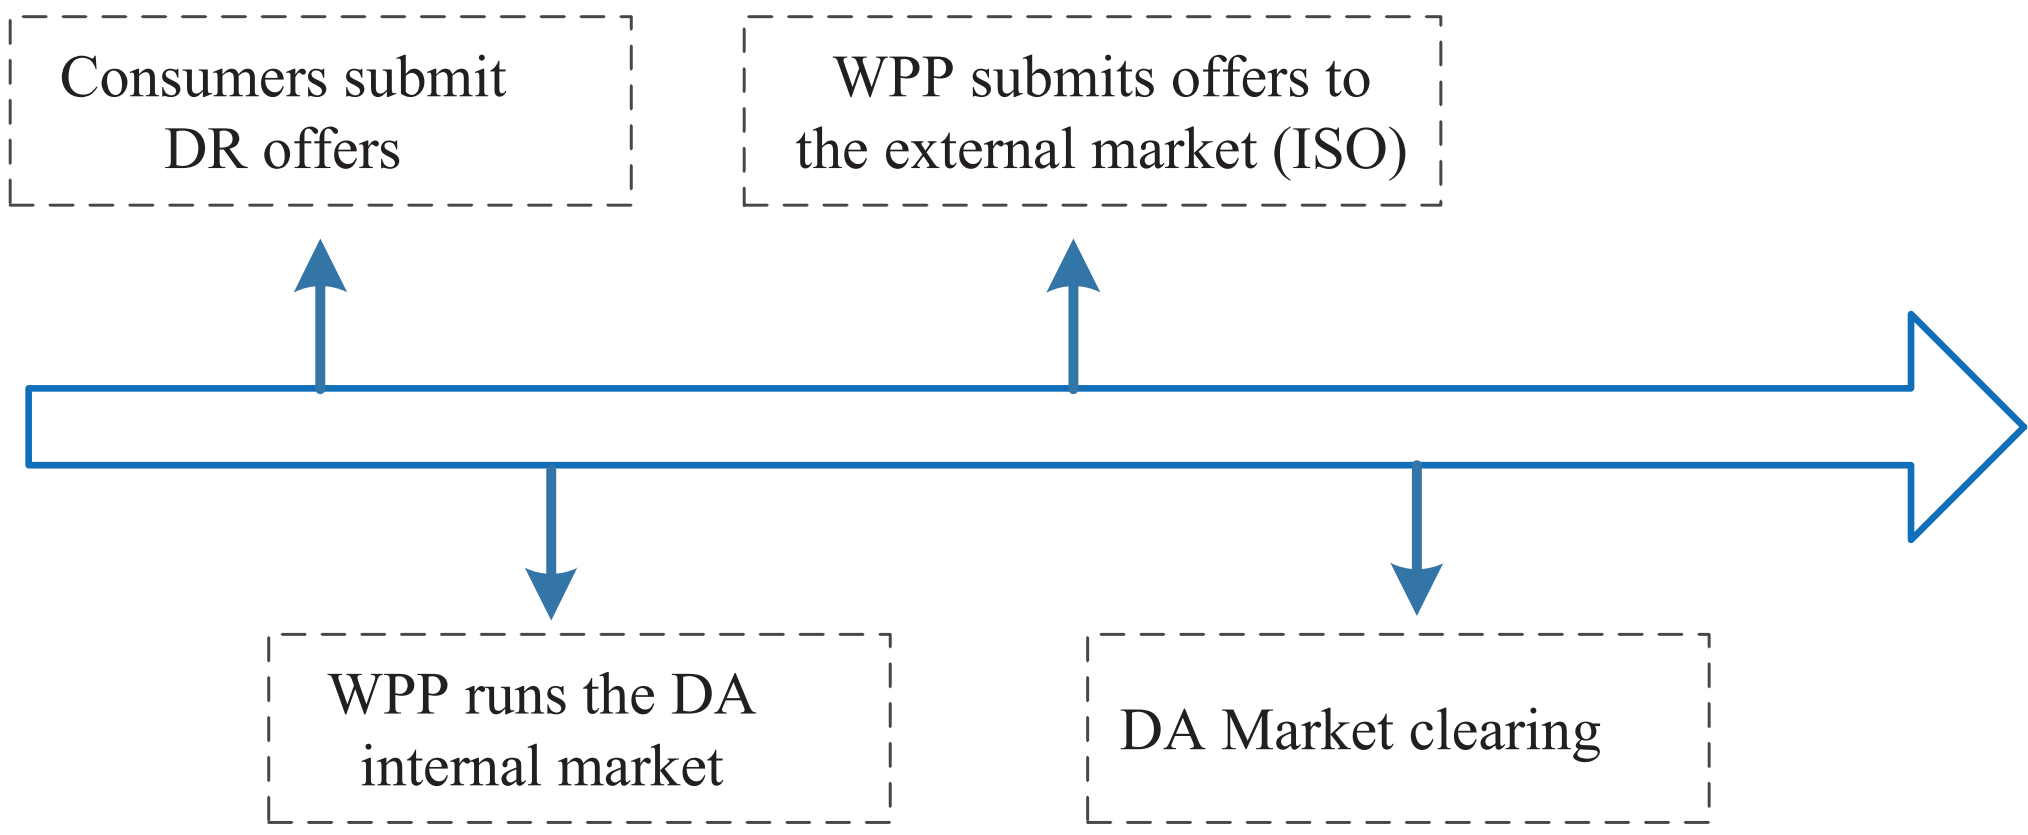 Consumers submit
DR offers
WPP submits offers to
the external market (ISO)
WPP runs the DA
internal market
DA Market clearing